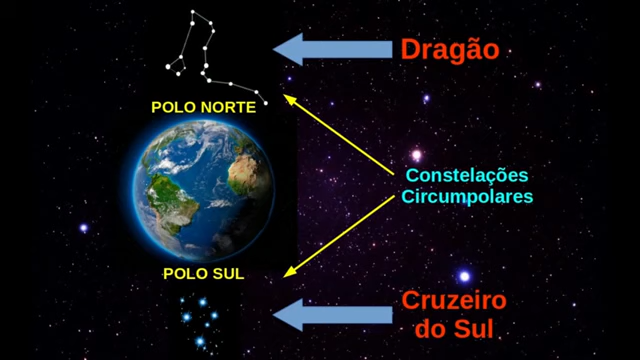 Dragão
POLO NORTE
Constelações
Circumpolares
POLO SUL
Cruzeiro
do Sul